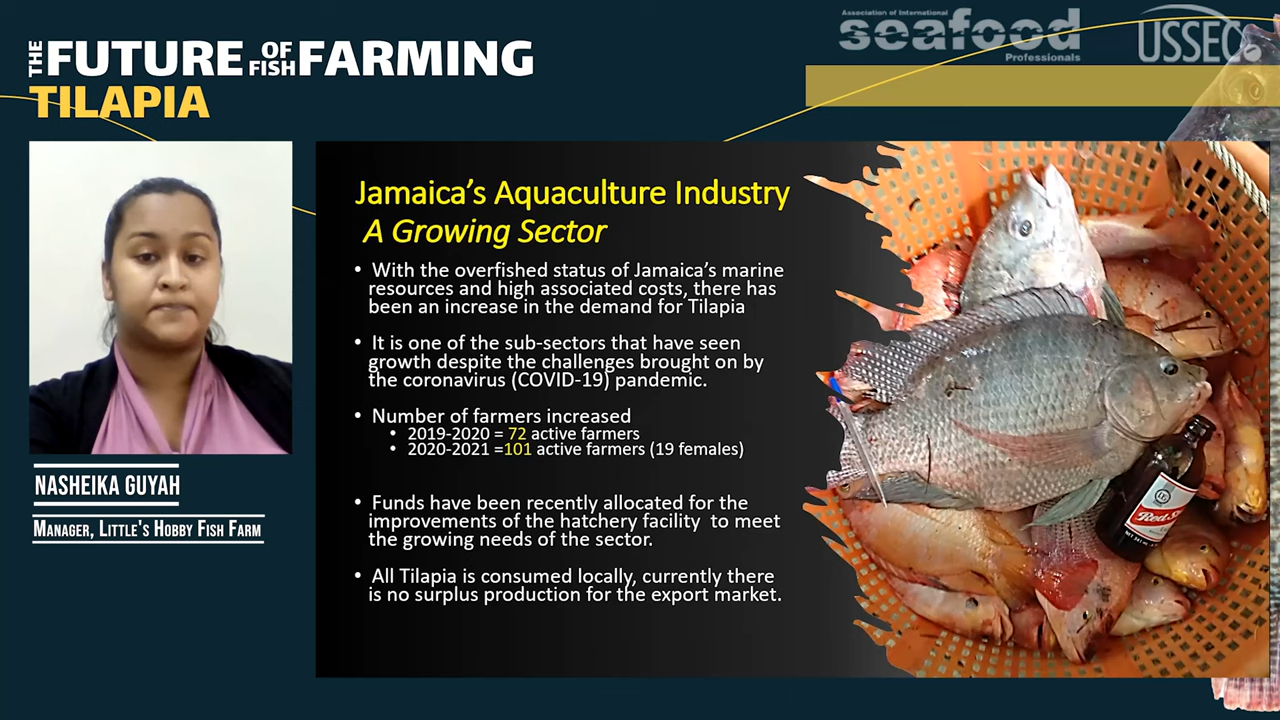 THE FUTURE OF FISH FARMING
TILAPIA
Association of International
seafood
Professionals
USSEC
Jamaica's Aquaculture Industry
A Growing Sector
• With the overfished status of Jamaica's marine
resources and high associated costs, there has
been an increase in the demand for Tilapia
• It is one of the sub-sectors that have seen
growth despite the challenges brought on by
the coronavirus (COVID-19) pandemic.
• Number of farmers increased
• 2019-2020 = 72 active farmers
• 2020-2021 =101 active farmers (19 females)
• Funds have been recently allocated for the
improvements of the hatchery facility to meet
the growing needs of the sector.
• All Tilapia is consumed locally, currently there
is no surplus production for the export market.
NASHEIKA GUYAH
MANAGER, LITTLE'S HOBBY FISH FARM
Red